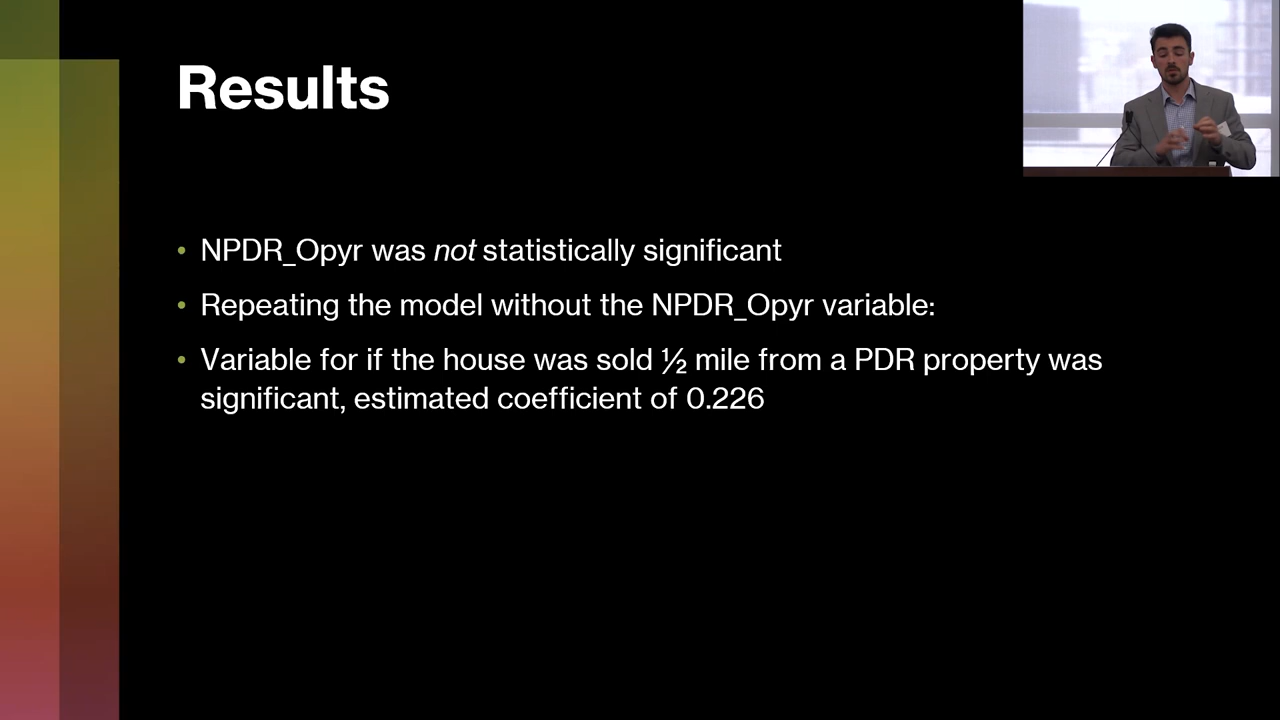 Results
• NPDR_Opyr was not statistically significant
• Repeating the model without the NPDR_Opyr variable:
• Variable for if the house was sold ½ mile from a PDR property was
significant, estimated coefficient of 0.226